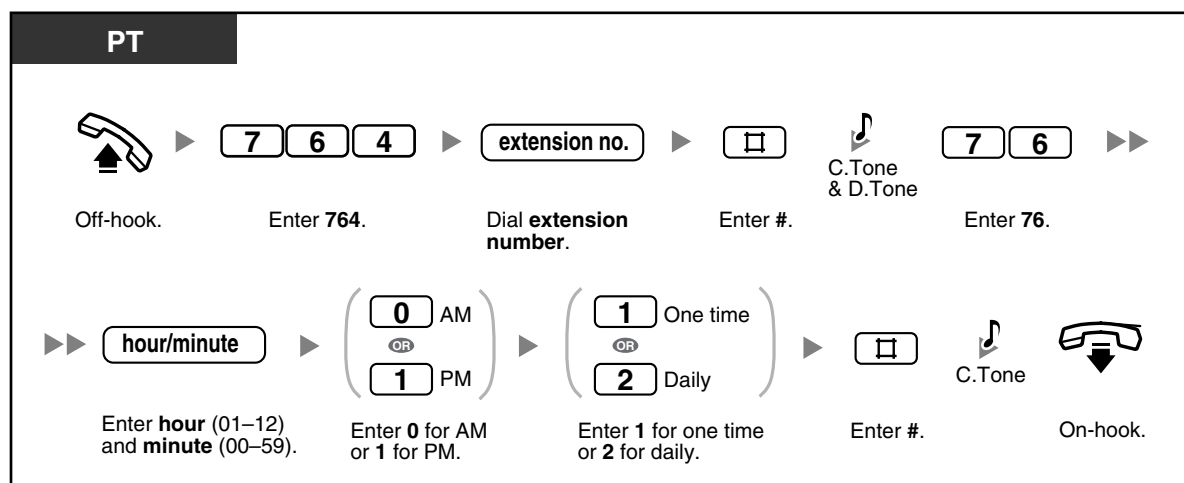 PT
7 6 4
extension no.
#
C.Tone
& D.Tone
7 6
Off-hook.
Enter 764.
Dial extension
number.
Enter #.
Enter 76.
hour/minute
0 AM
OR
1 PM
1 One time
OR
2 Daily
#
C.Tone
Enter hour (01–12)
and minute (00–59).
Enter 0 for AM
or 1 for PM.
Enter 1 for one time
or 2 for daily.
Enter #.
On-hook.